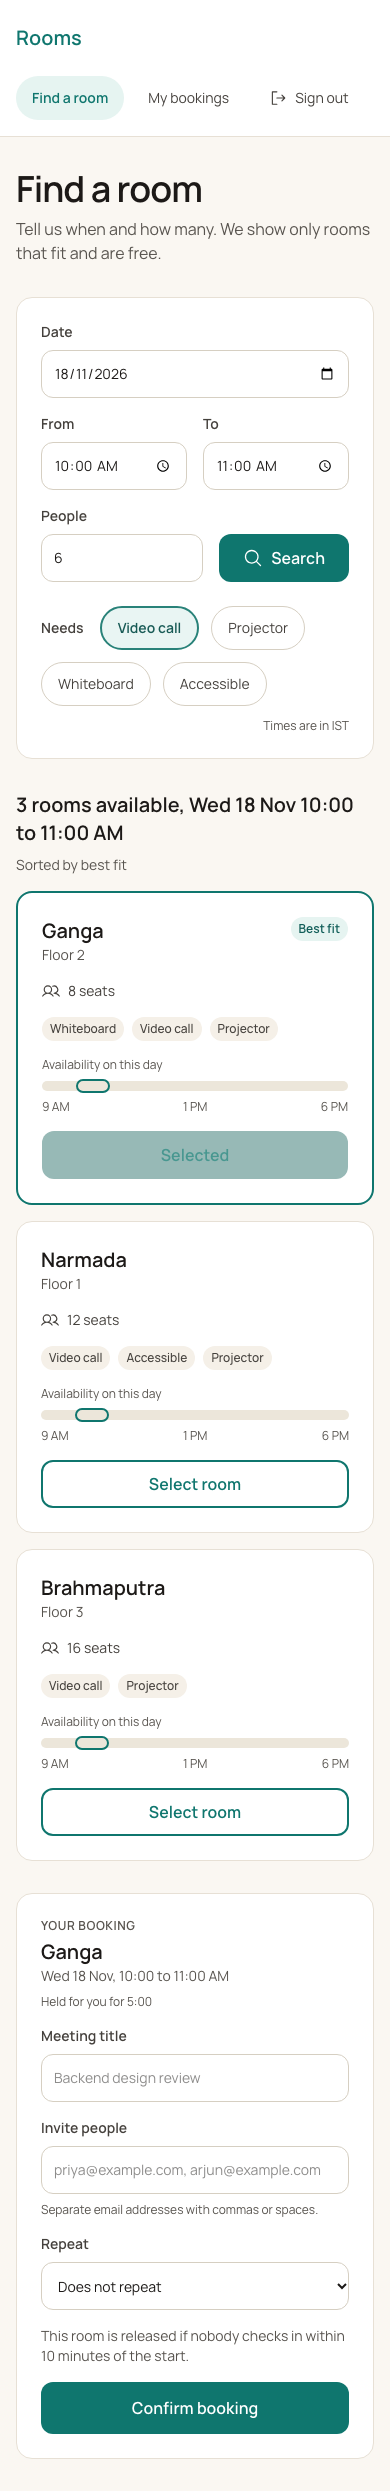 Rooms
Find a room
My bookings
Sign out
Find a room
Tell us when and how many. We show only rooms
that fit and are free.
Date
18/11/2026
From
To
10:00 AM
11:00 AM
People
6
Search
Needs
Video call
Projector
Whiteboard
Accessible
Times are in IST
3 rooms available, Wed 18 Nov 10:00
to 11:00 AM
Sorted by best fit
Ganga
Best fit
Floor 2
8 seats
Whiteboard
Video call
Projector
Availability on this day
9 AM
1 PM
6 PM
Selected
Narmada
Floor 1
12 seats
Video call
Accessible
Projector
Availability on this day
9 AM
1 PM
6 PM
Select room
Brahmaputra
Floor 3
16 seats
Video call
Projector
Availability on this day
9 AM
1 PM
6 PM
Select room
YOUR BOOKING
Ganga
Wed 18 Nov, 10:00 to 11:00 AM
Held for you for 5:00
Meeting title
Backend design review
Invite people
priya@example.com, arjun@example.com
Separate email addresses with commas or spaces.
Repeat
Does not repeat
This room is released if nobody checks in within
10 minutes of the start.
Confirm booking